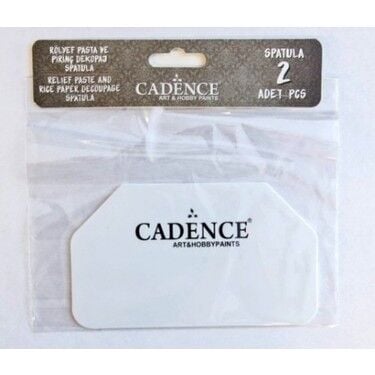 RÖLYEF PASTA VE
PİRİNÇ DEKOPAJ
SPATULA
RELIEF PASTE AND
RICE PAPER DECOUPAGE
SPATULA
CADENCE
ART & HOBBY PAINTS
SPATULA
2
ADET PCS
CADENCE®
ART&HOBBYPAINTS